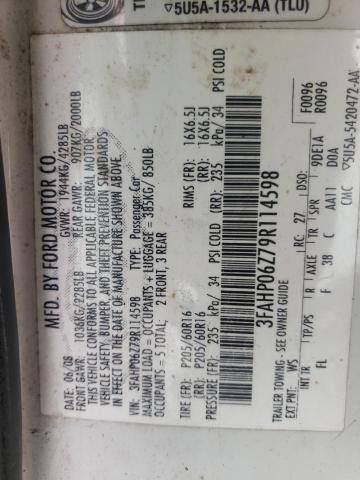 ▽5U5A-1532-AA (TLU)
MFD. BY FORD MOTOR CO.
DATE: 06/08 GVWR: 1944KG/4285LB
FRONT GAWR: 1036KG/2285LB REAR GAWR: 907KG/2000LB
THIS VEHICLE CONFORMS TO ALL APPLICABLE FEDERAL MOTOR
VEHICLE SAFETY, BUMPER, AND THEFT PREVENTION STANDARDS
IN EFFECT ON THE DATE OF MANUFACTURE SHOWN ABOVE
VIN: 3FAHP06Z79R114598 TYPE: Passenger Car
MAXIMUM LOAD = OCCUPANTS + LUGGAGE = 385KG/ 850LB
OCCUPANTS = 5 TOTAL; 2 FRONT, 3 REAR
TIRE (FR): P205/60R16 RIMS (FR): 16X6.5J
(RR): P205/60R16 (RR): 16X6.5J
PRESSURE (FR): 235 kPa/ 34 PSI COLD (RR): 235 kPa/ 34 PSI COLD
3FAHP06Z79R114598
F0096
R0096
TRAILER TOWING - SEE OWNER GUIDE
EXT PNT: WS RC: 27 DSO:
INT TR TP/PS R AXLE TR SPR 9DE1A
FL F 3B C AA11 D0A
CMC ▽5U5A-5420472-AA